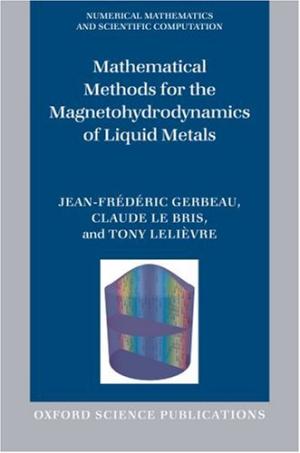 NUMERICAL MATHEMATICS
AND SCIENTIFIC COMPUTATION
Mathematical
Methods for the
Magnetohydrodynamics
of Liquid Metals
JEAN-FRÉDÉRIC GERBEAU,
CLAUDE LE BRIS,
and TONY LELIÈVRE
OXFORD SCIENCE PUBLICATIONS